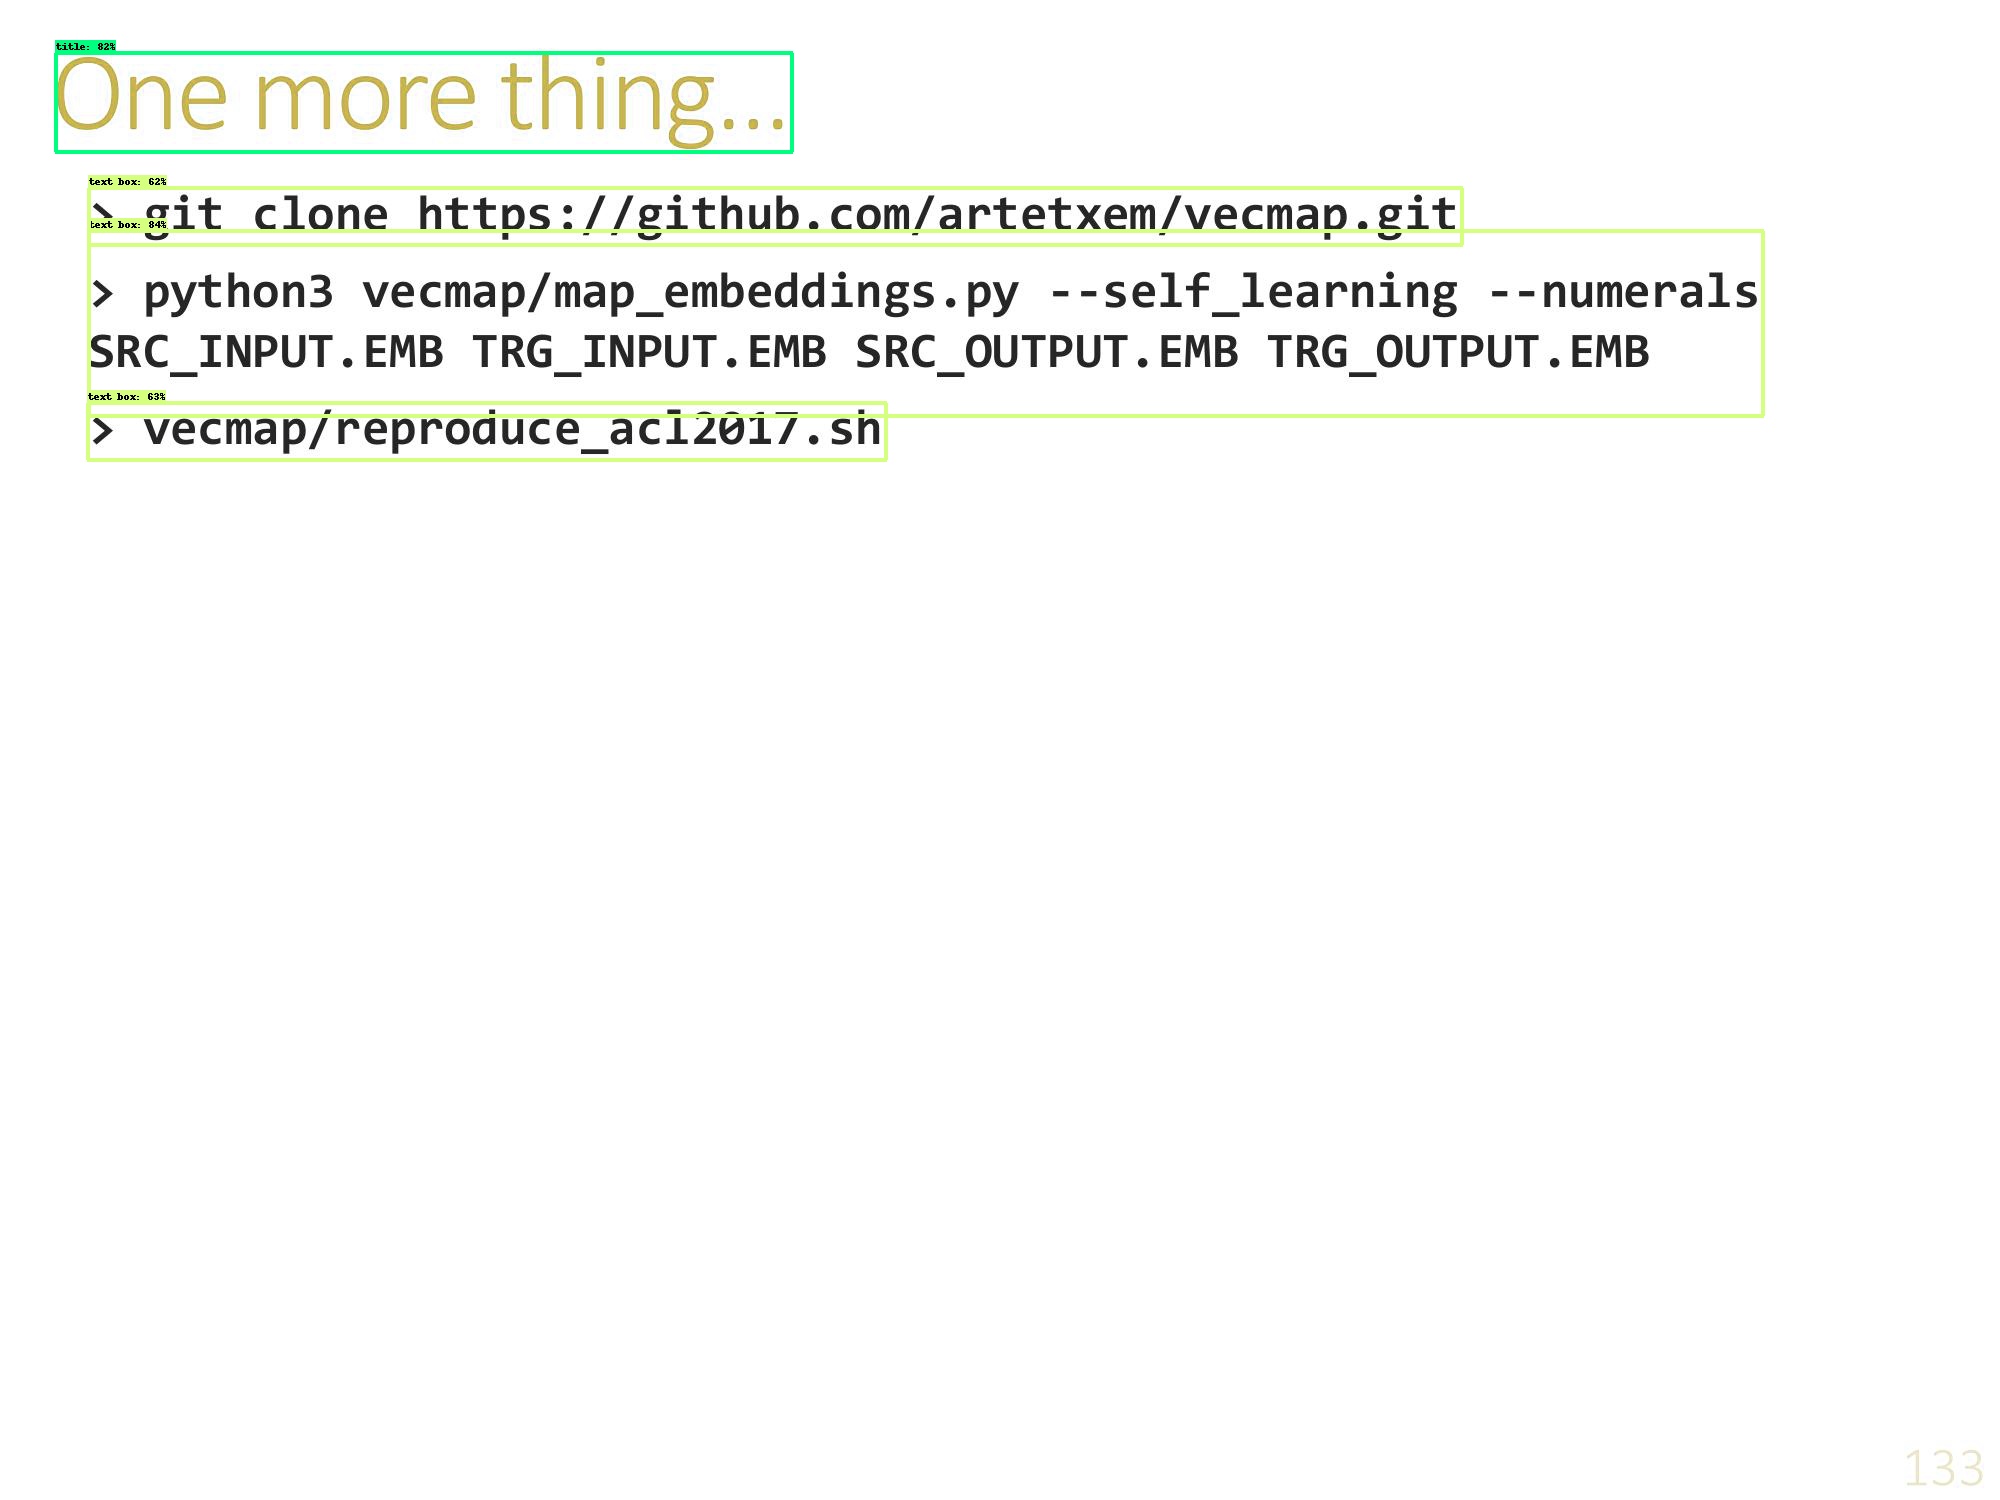 title: 82%
One more thing...
text box: 62%
> git clone https://github.com/artetxem/vecmap.git
text box: 84%
> python3 vecmap/map_embeddings.py --self_learning --numerals
SRC_INPUT.EMB TRG_INPUT.EMB SRC_OUTPUT.EMB TRG_OUTPUT.EMB
text box: 63%
> vecmap/reproduce_acl2017.sh
133